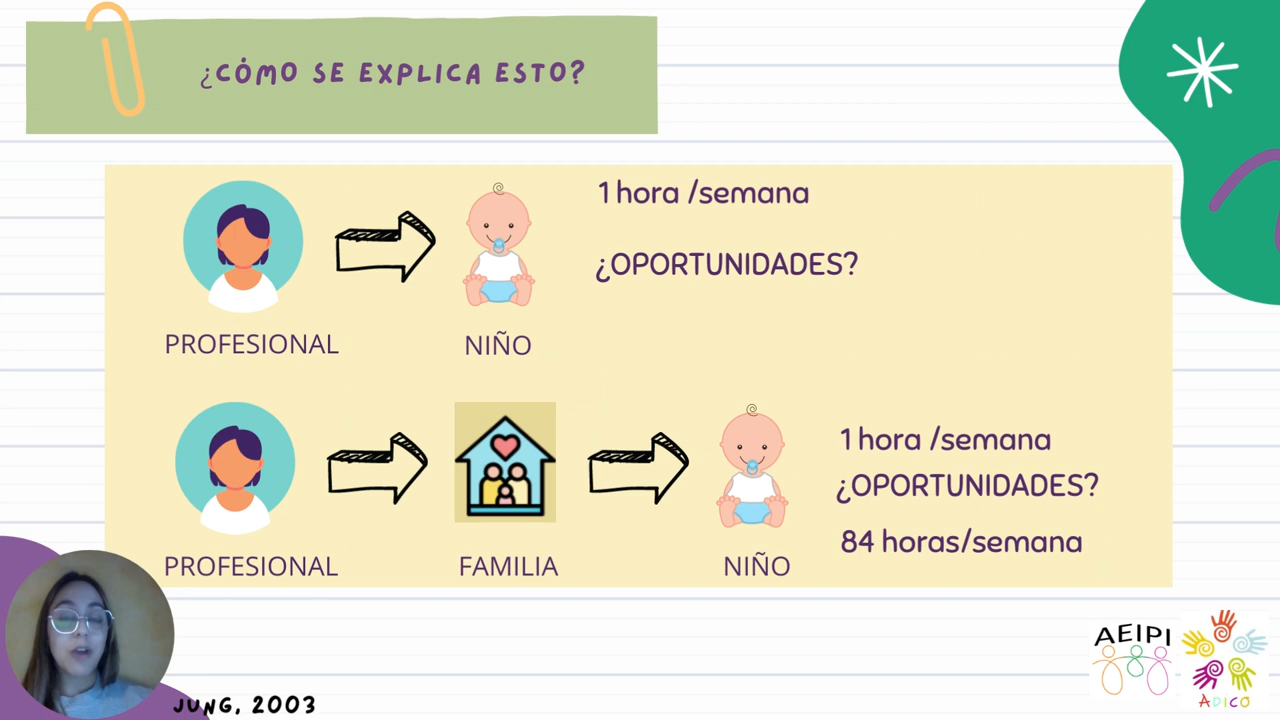 ¿CÓMO SE EXPLICA ESTO?
1 hora /semana
¿OPORTUNIDADES?
PROFESIONAL
NIÑO
1 hora /semana
¿OPORTUNIDADES?
84 horas/semana
PROFESIONAL
FAMILIA
NIÑO
AEIPI
ADICO
JUNG, 2003